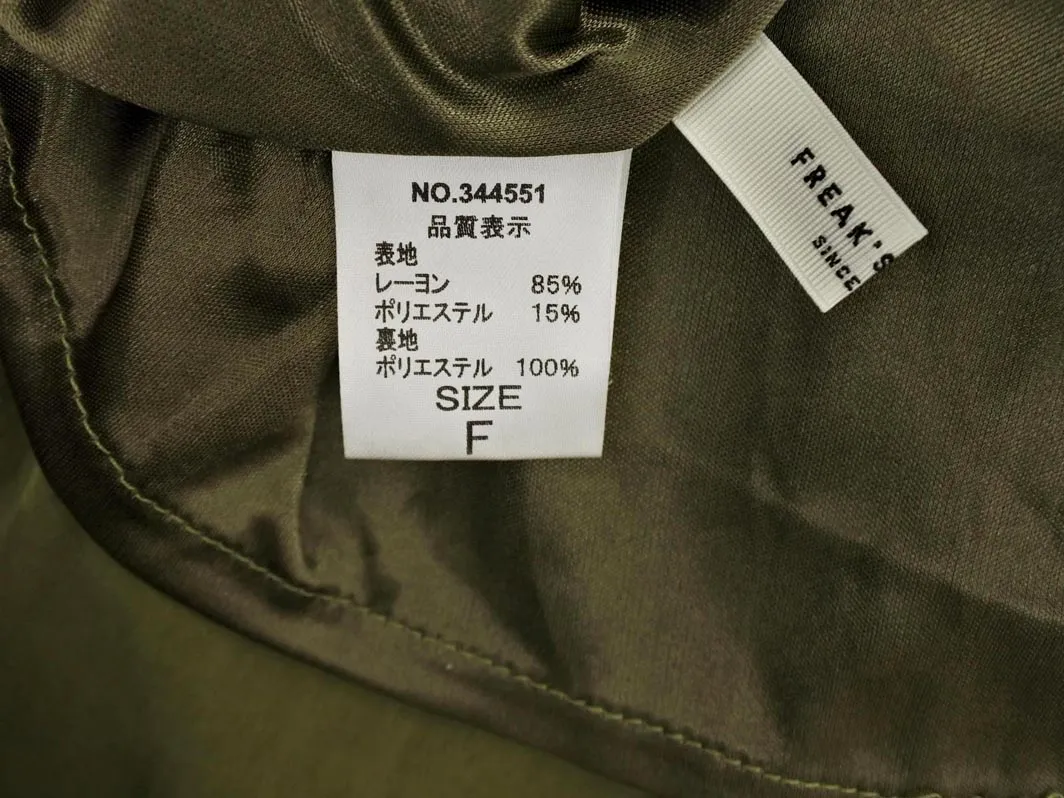 NO.344551
品質表示
表地
レーヨン 85%
ポリエステル 15%
裏地
ポリエステル 100%
SIZE
F
FREAK'S
SINCE